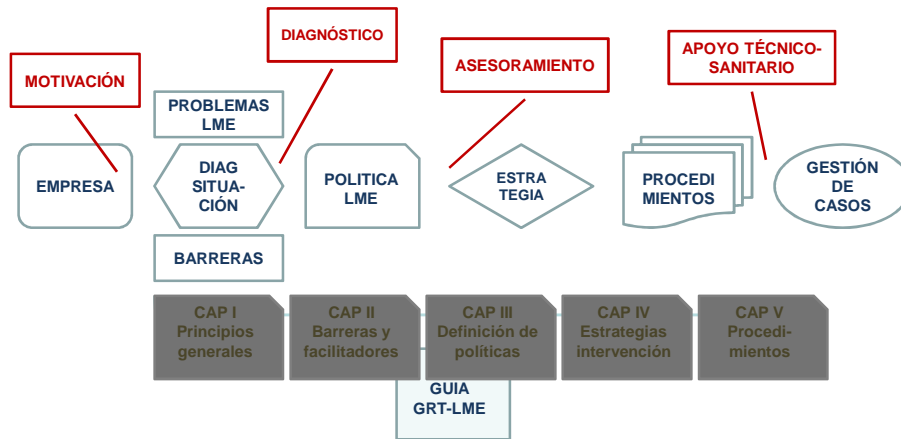 DIAGNÓSTICO
APOYO TÉCNICO-
SANITARIO
ASESORAMIENTO
MOTIVACIÓN
PROBLEMAS
LME
EMPRESA
DIAG
SITUA-
CIÓN
POLITICA
LME
ESTRA
TEGIA
PROCEDI
MIENTOS
GESTIÓN
DE
CASOS
BARRERAS
CAP I
Principios
generales
CAP II
Barreras y
facilitadores
CAP III
Definición de
políticas
CAP IV
Estrategias
intervención
CAP V
Procedi-
mientos
GUIA
GRT-LME